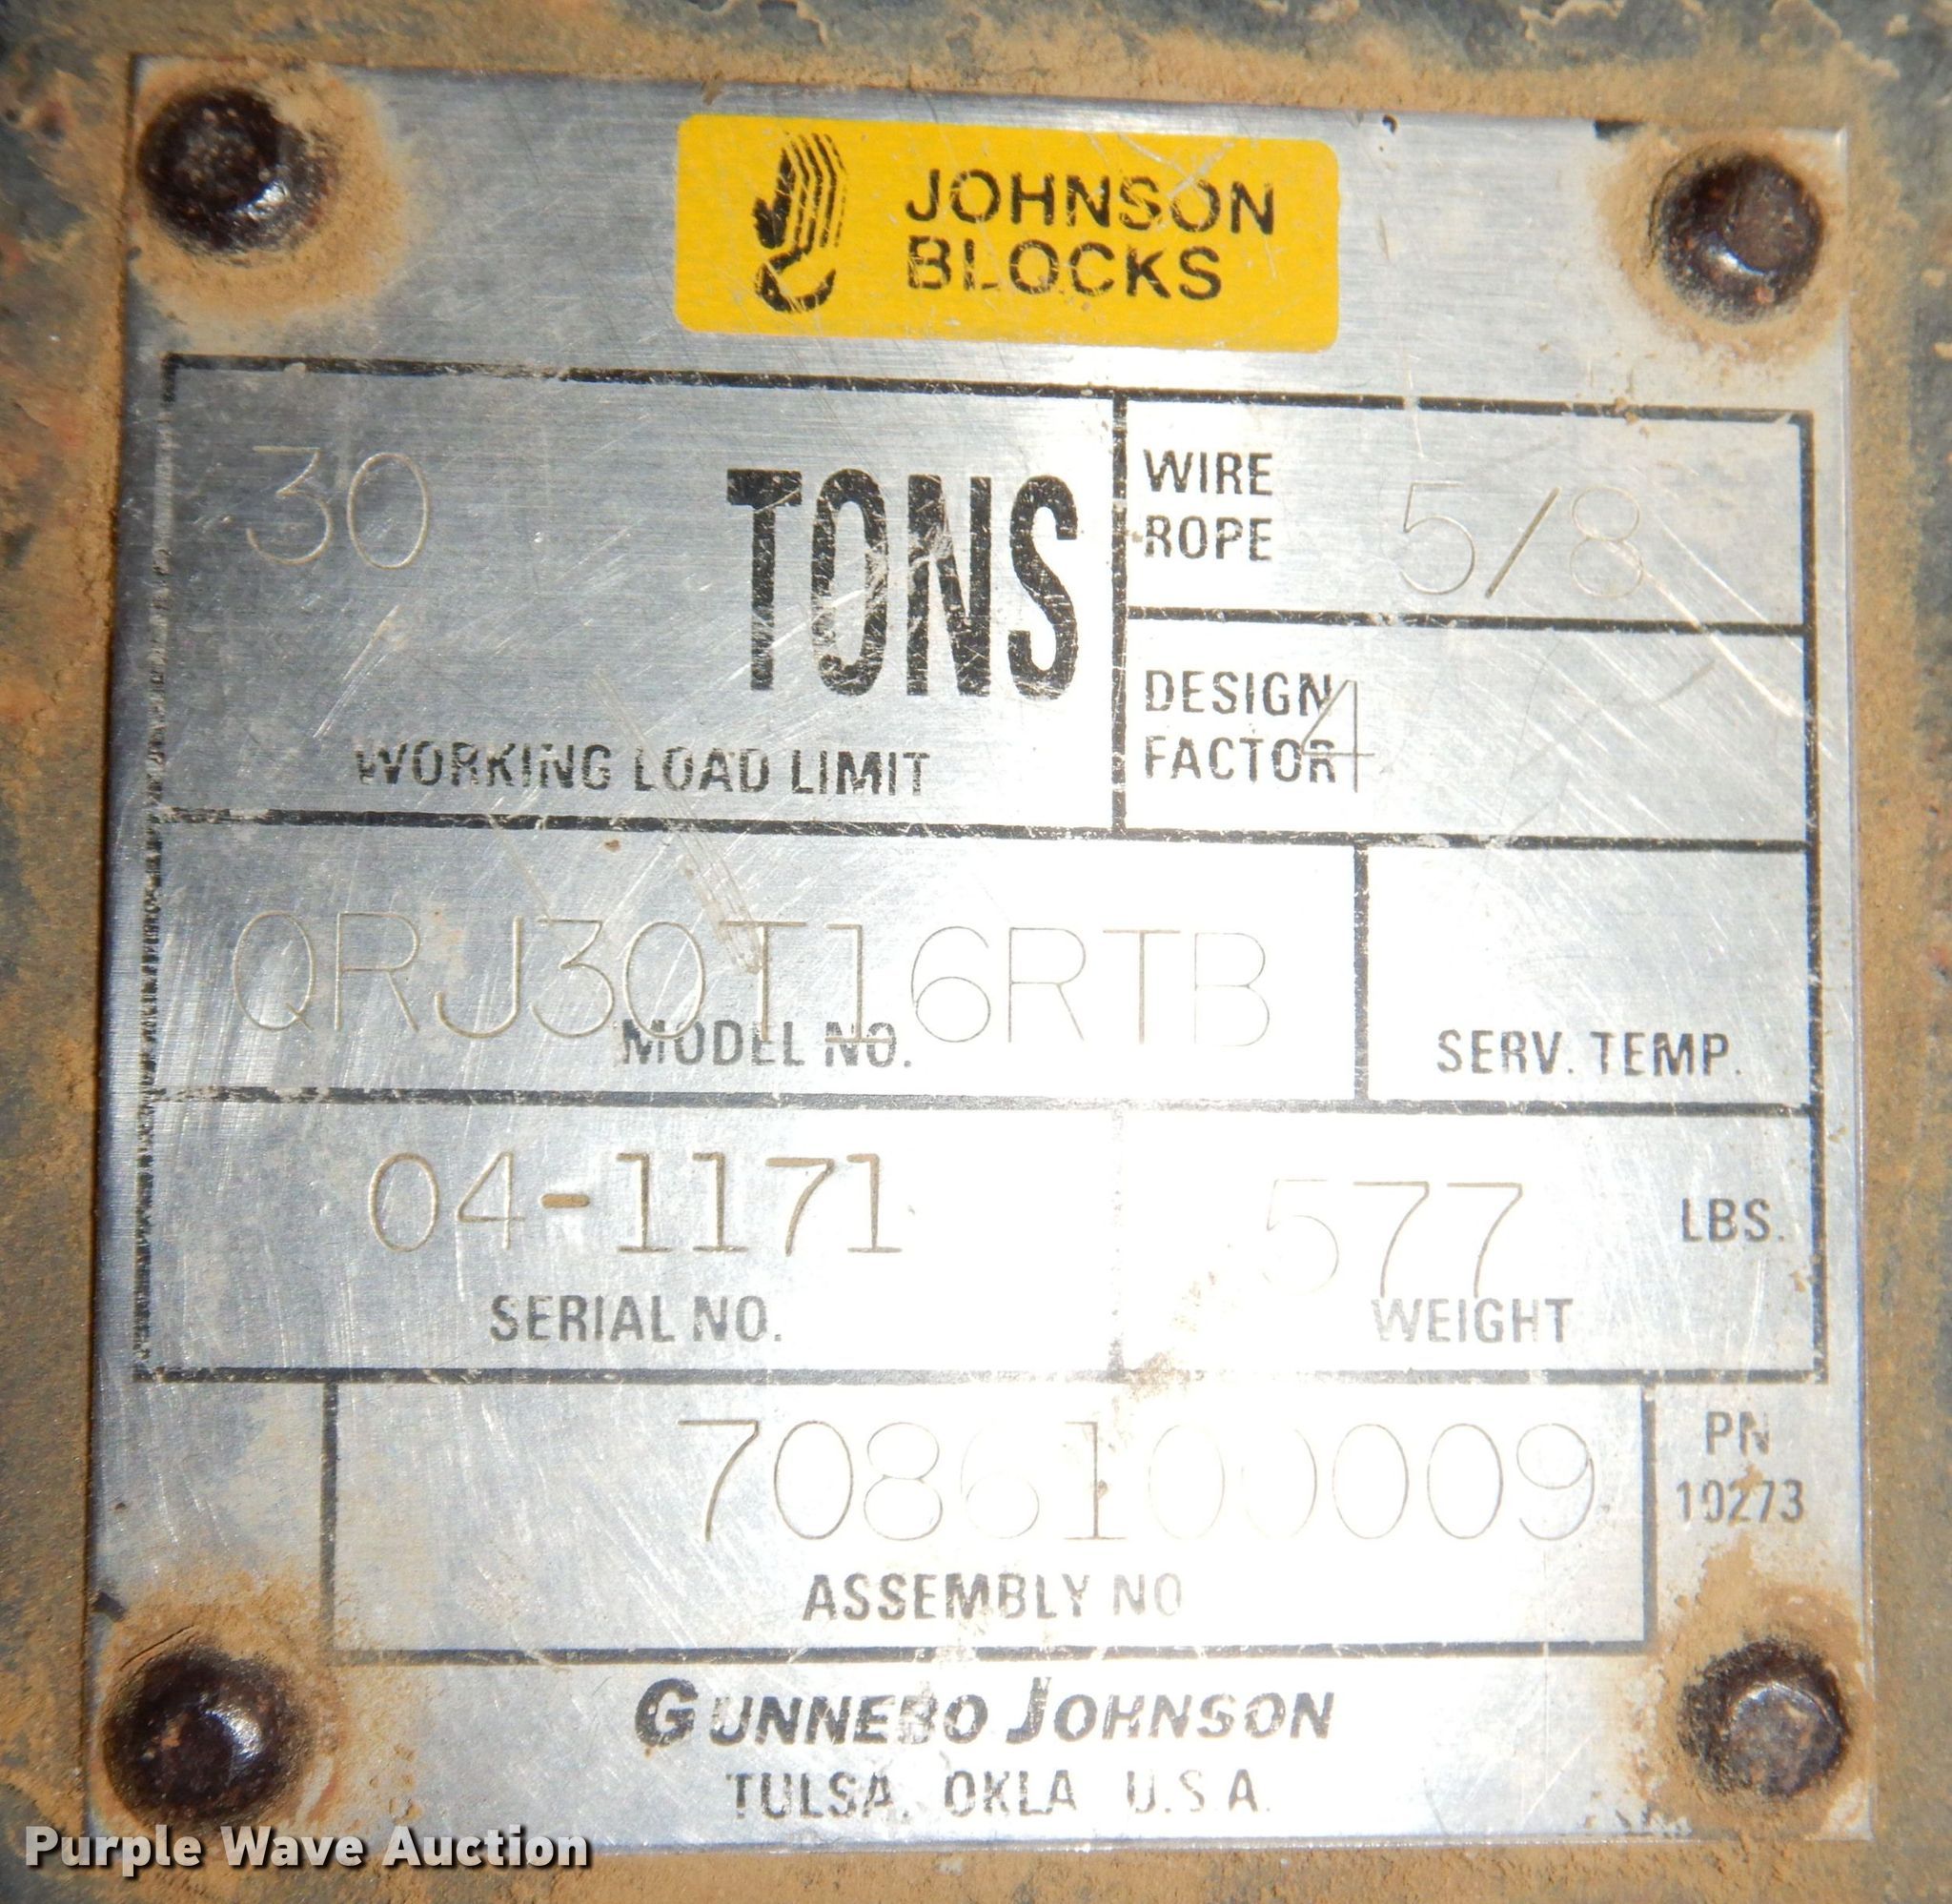 JOHNSON
BLOCKS
30 TONS
WORKING LOAD LIMIT
WIRE
ROPE 5/8
DESIGN
FACTOR 4
QRJ30T16RTB
MODEL NO.
SERV. TEMP.
04-1171
SERIAL NO.
577 LBS.
WEIGHT
7086100009
ASSEMBLY NO
PN
10273
GUNNEBO JOHNSON
TULSA, OKLA U.S.A.
Purple Wave Auction